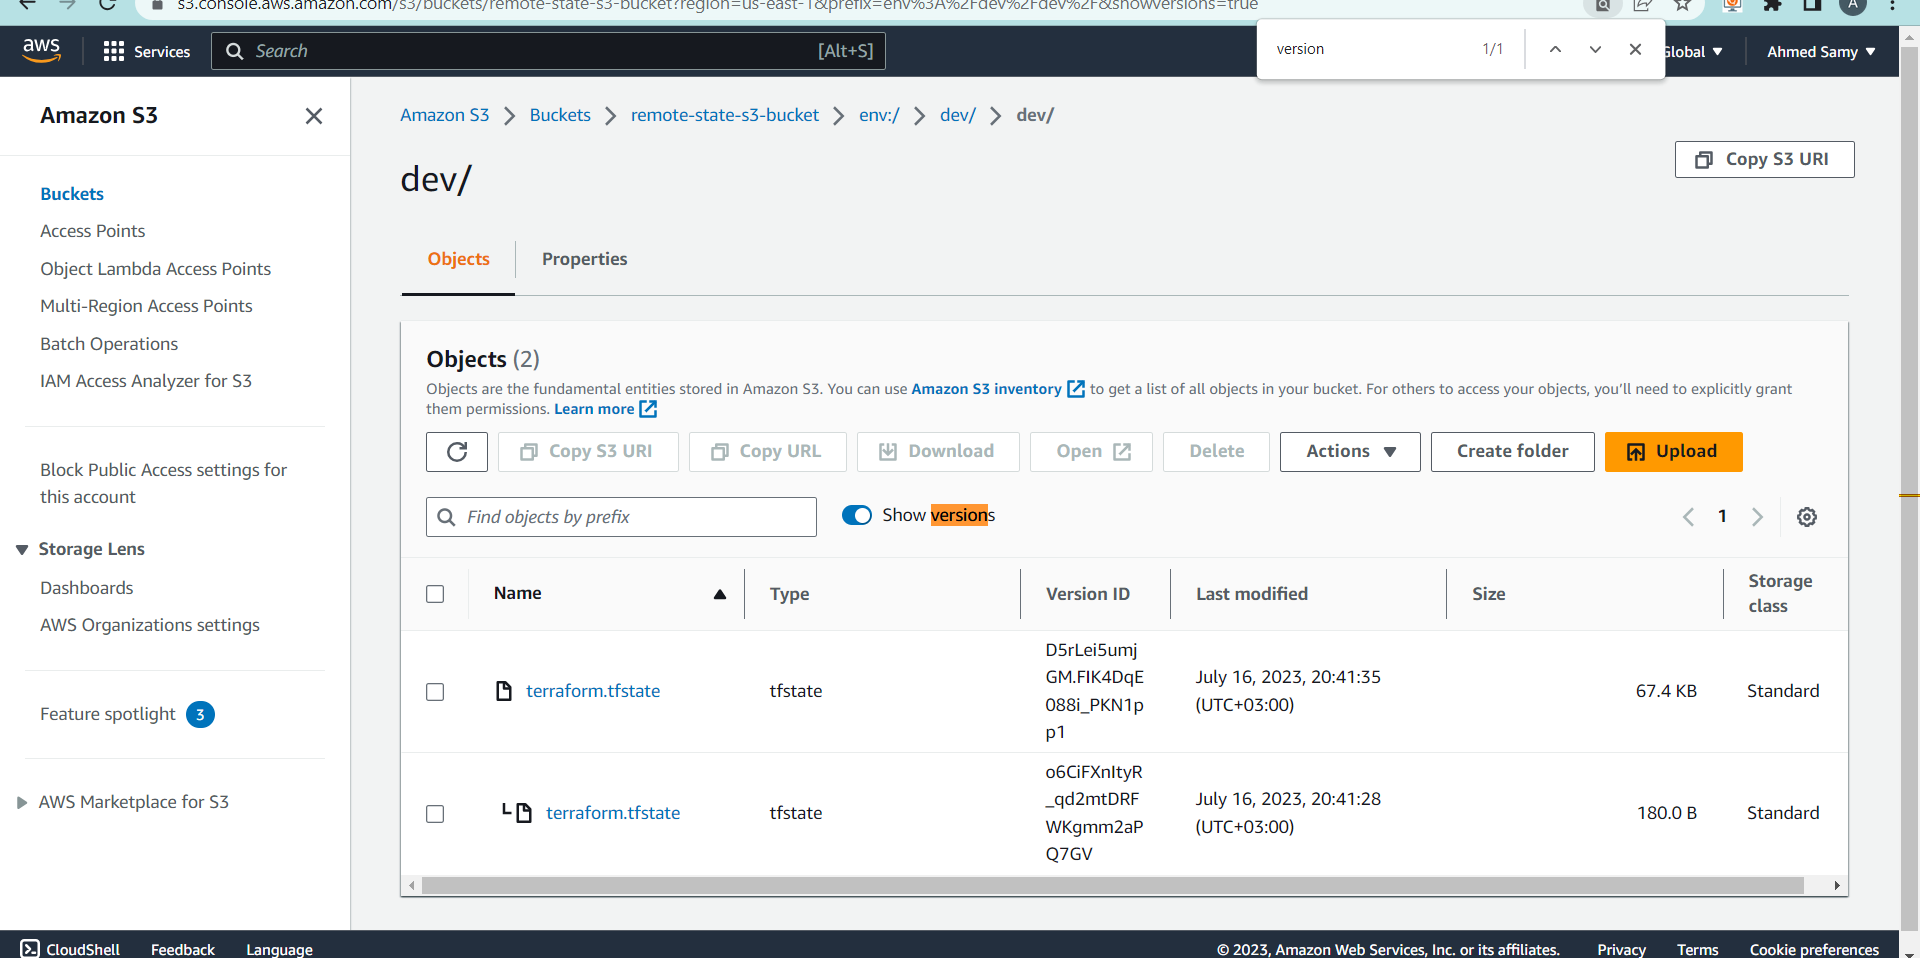 s3.console.aws.amazon.com/s3/buckets/remote-state-s3-bucket?region=us-east-1&prefix=env%3A%2Fdev%2Fdev%2F&showversions=true
A
version 1/1
aws Services Search [Alt+S] Global Ahmed Samy
Amazon S3
Buckets
Access Points
Object Lambda Access Points
Multi-Region Access Points
Batch Operations
IAM Access Analyzer for S3
Block Public Access settings for
this account
Storage Lens
Dashboards
AWS Organizations settings
Feature spotlight 3
AWS Marketplace for S3
Amazon S3 Buckets remote-state-s3-bucket env:/ dev/ dev/
dev/
Copy S3 URI
Objects Properties
Objects (2)
Objects are the fundamental entities stored in Amazon S3. You can use Amazon S3 inventory to get a list of all objects in your bucket. For others to access your objects, you'll need to explicitly grant
them permissions. Learn more
Copy S3 URI Copy URL Download Open Delete Actions Create folder Upload
Find objects by prefix Show versions 1
Name Type Version ID Last modified Size Storage
class
terraform.tfstate tfstate D5rLei5umj
GM.FIK4DqE
088i_PKN1p
p1 July 16, 2023, 20:41:35
(UTC+03:00) 67.4 KB Standard
terraform.tfstate tfstate o6CiFXnItyR
_qd2mtDRF
WKgmm2aP
Q7GV July 16, 2023, 20:41:28
(UTC+03:00) 180.0 B Standard
CloudShell Feedback Language © 2023, Amazon Web Services, Inc. or its affiliates. Privacy Terms Cookie preferences